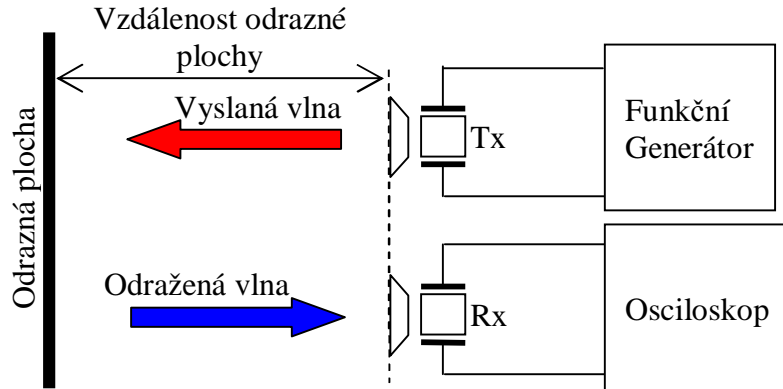 Vzdálenost odrazné
plochy
Vyslaná vlna
Tx
Funkční
Generátor
Odrazná plocha
Odražená vlna
Rx
Osciloskop